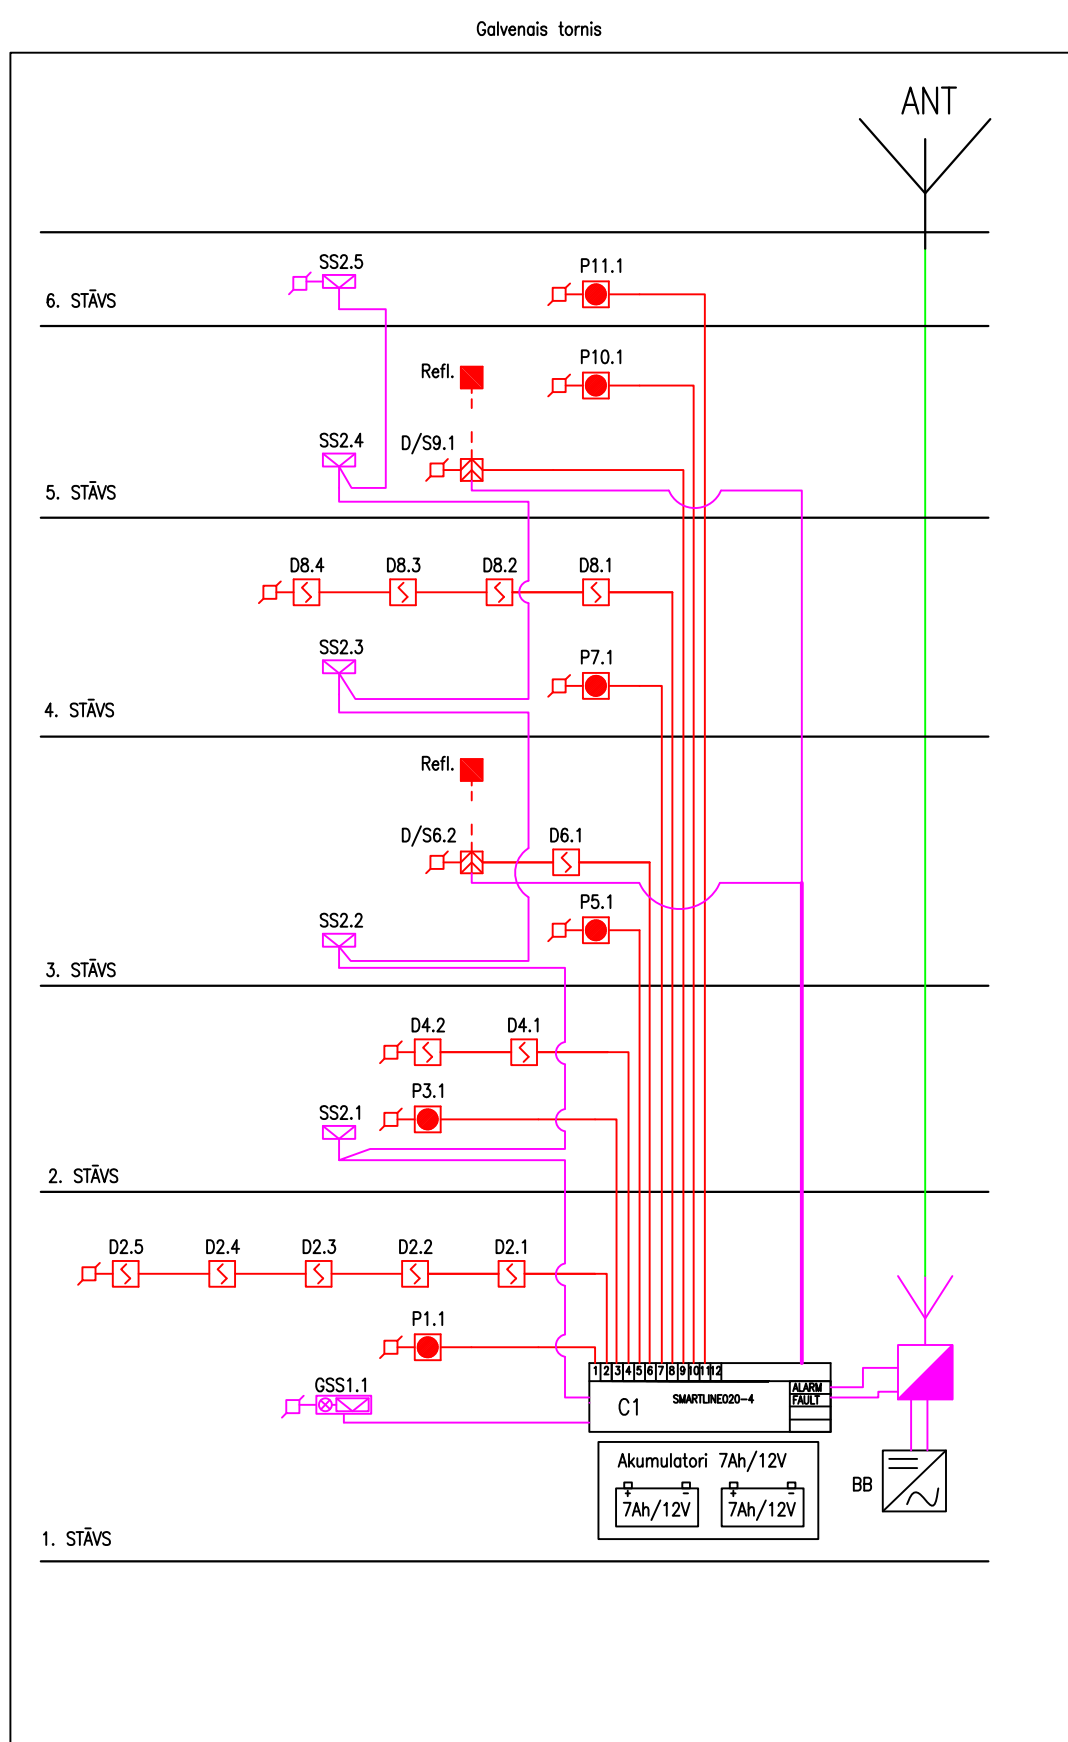 Galvenais tornis
ANT
SS2.5
P11.1
6. STĀVS
P10.1
Refl.
SS2.4
D/S9.1
5. STĀVS
D8.4
D8.3
D8.2
D8.1
SS2.3
P7.1
4. STĀVS
Refl.
D/S6.2
D6.1
P5.1
SS2.2
3. STĀVS
D4.2
D4.1
P3.1
SS2.1
2. STĀVS
D2.5
D2.4
D2.3
D2.2
D2.1
P1.1
1 2 3 4 5 6 7 8 9 10 11 12
GSS1.1
ALARM
C1
SMARTLINE020-4
FAULT
Akumulatori 7Ah/12V
BB
+ -
+ -
7Ah/12V
7Ah/12V
1. STĀVS